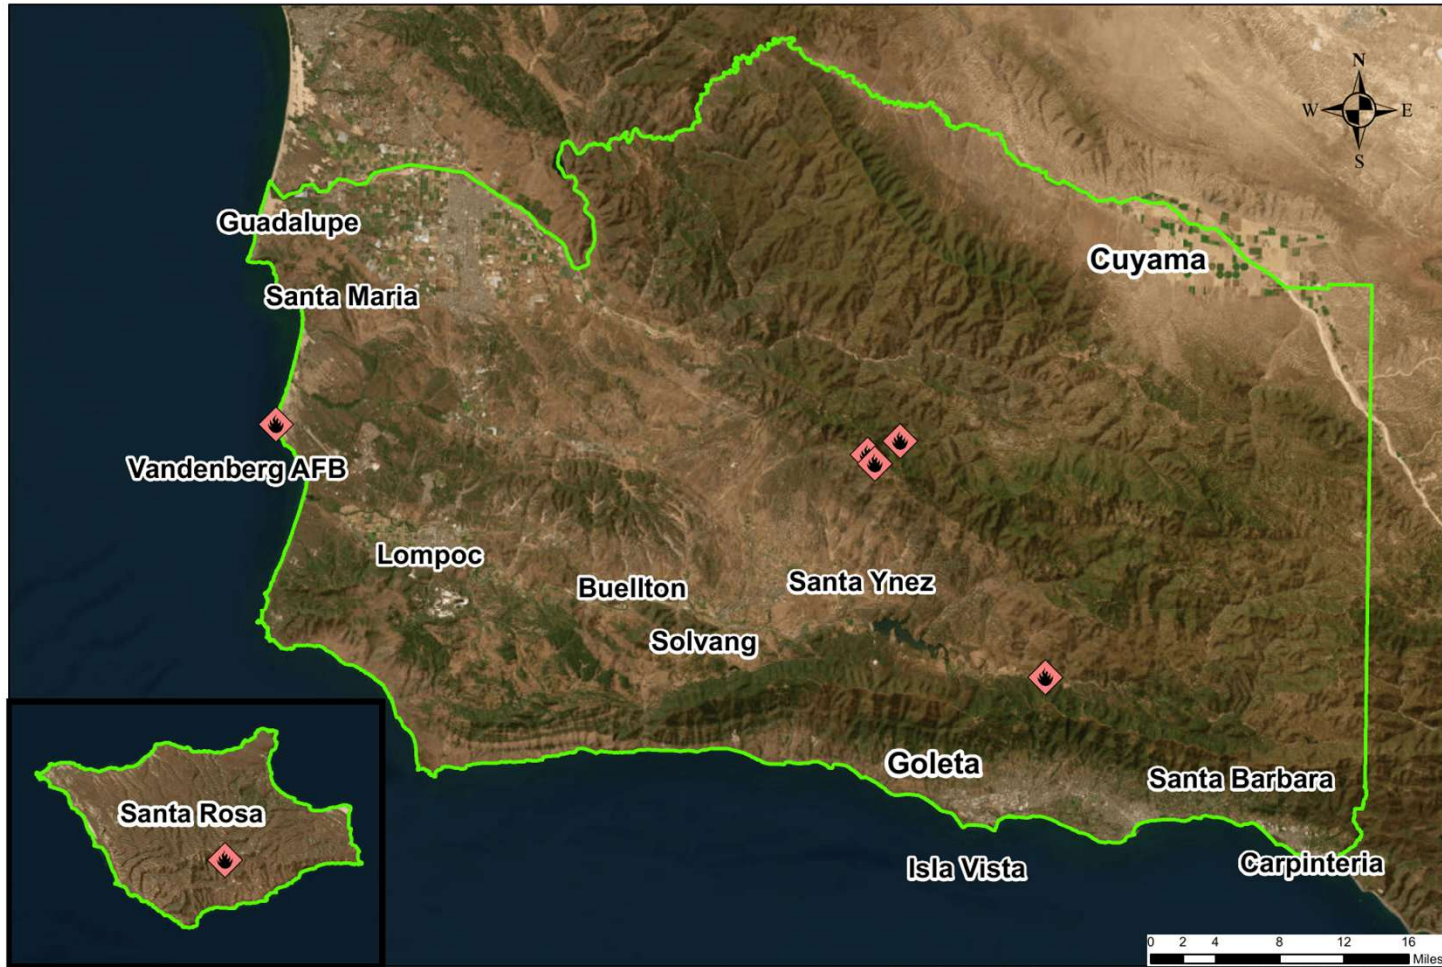 N
W E
S
Guadalupe
Cuyama
Santa Maria
Vandenberg AFB
Lompoc
Santa Ynez
Buellton
Solvang
Goleta
Santa Barbara
Santa Rosa
Isla Vista
Carpinteria
0 2 4 8 12 16
Miles